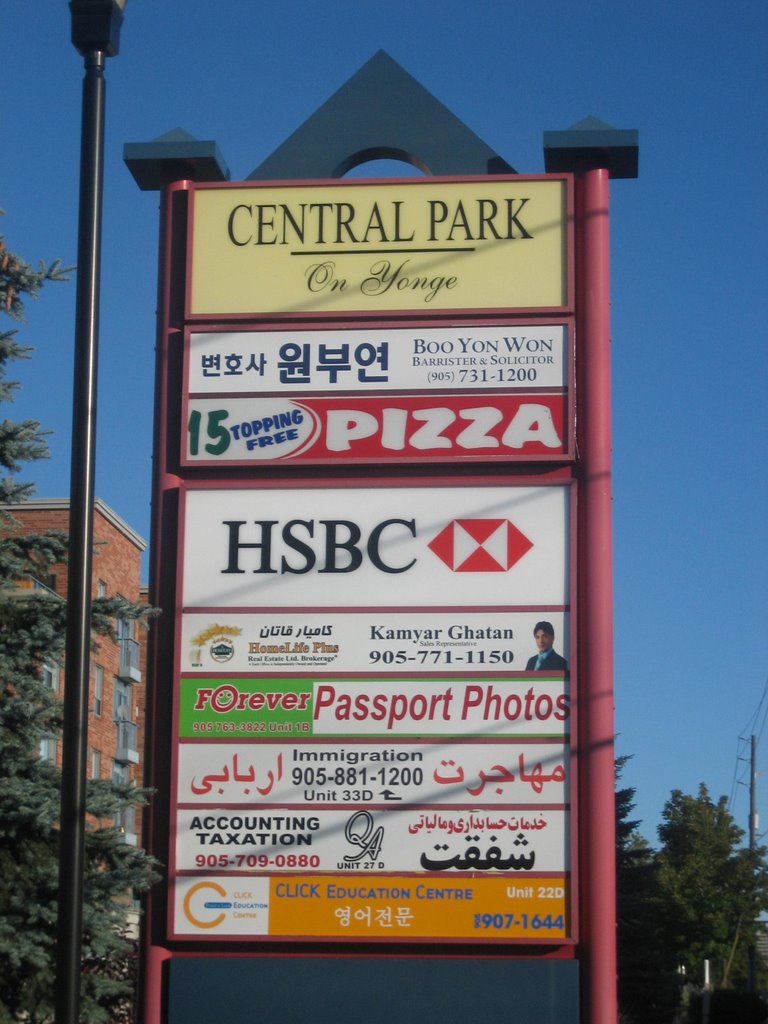 CENTRAL PARK
On Yonge
변호사 원부연
BOO YON WON
BARRISTER & SOLICITOR
(905) 731-1200
15 TOPPING FREE PIZZA
HSBC
کامیار قاتان
HomeLife Plus
Real Estate Ltd. Brokerage*
Kamyar Ghatan
Sales Representative
905-771-1150
FOrever
905 763-3822 Unit 1B
Passport Photos
اربابی
Immigration
905-881-1200
Unit 33D
مهاجرت
ACCOUNTING
TAXATION
905-709-0880
QA
UNIT 27 D
خدمات حسابداری ومالیاتی
شفقت
CLICK
EDUCATION
CENTRE
CLICK EDUCATION CENTRE
영어전문
Unit 22D
907-1644